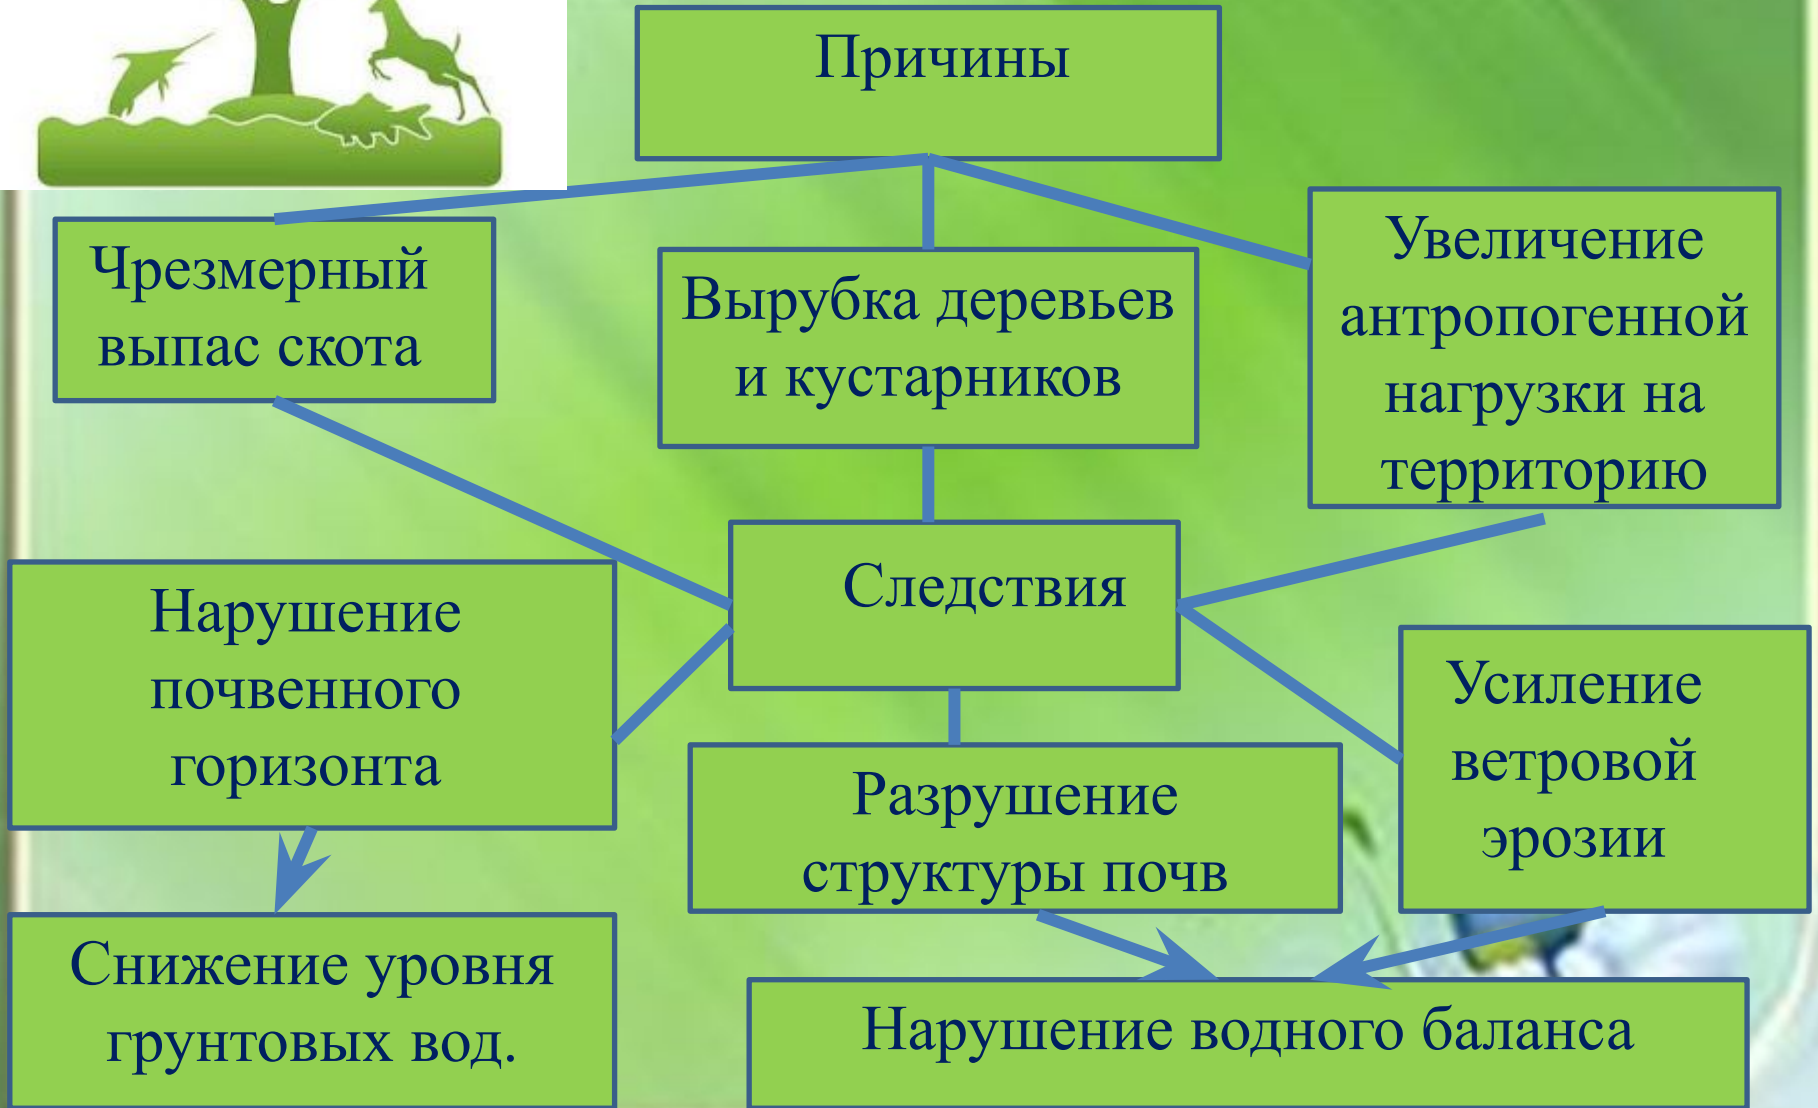 Причины
Чрезмерный
выпас скота
Вырубка деревьев
и кустарников
Увеличение
антропогенной
нагрузки на
территорию
Следствия
Нарушение
почвенного
горизонта
Разрушение
структуры почв
Усиление
ветровой
эрозии
Снижение уровня
грунтовых вод.
Нарушение водного баланса